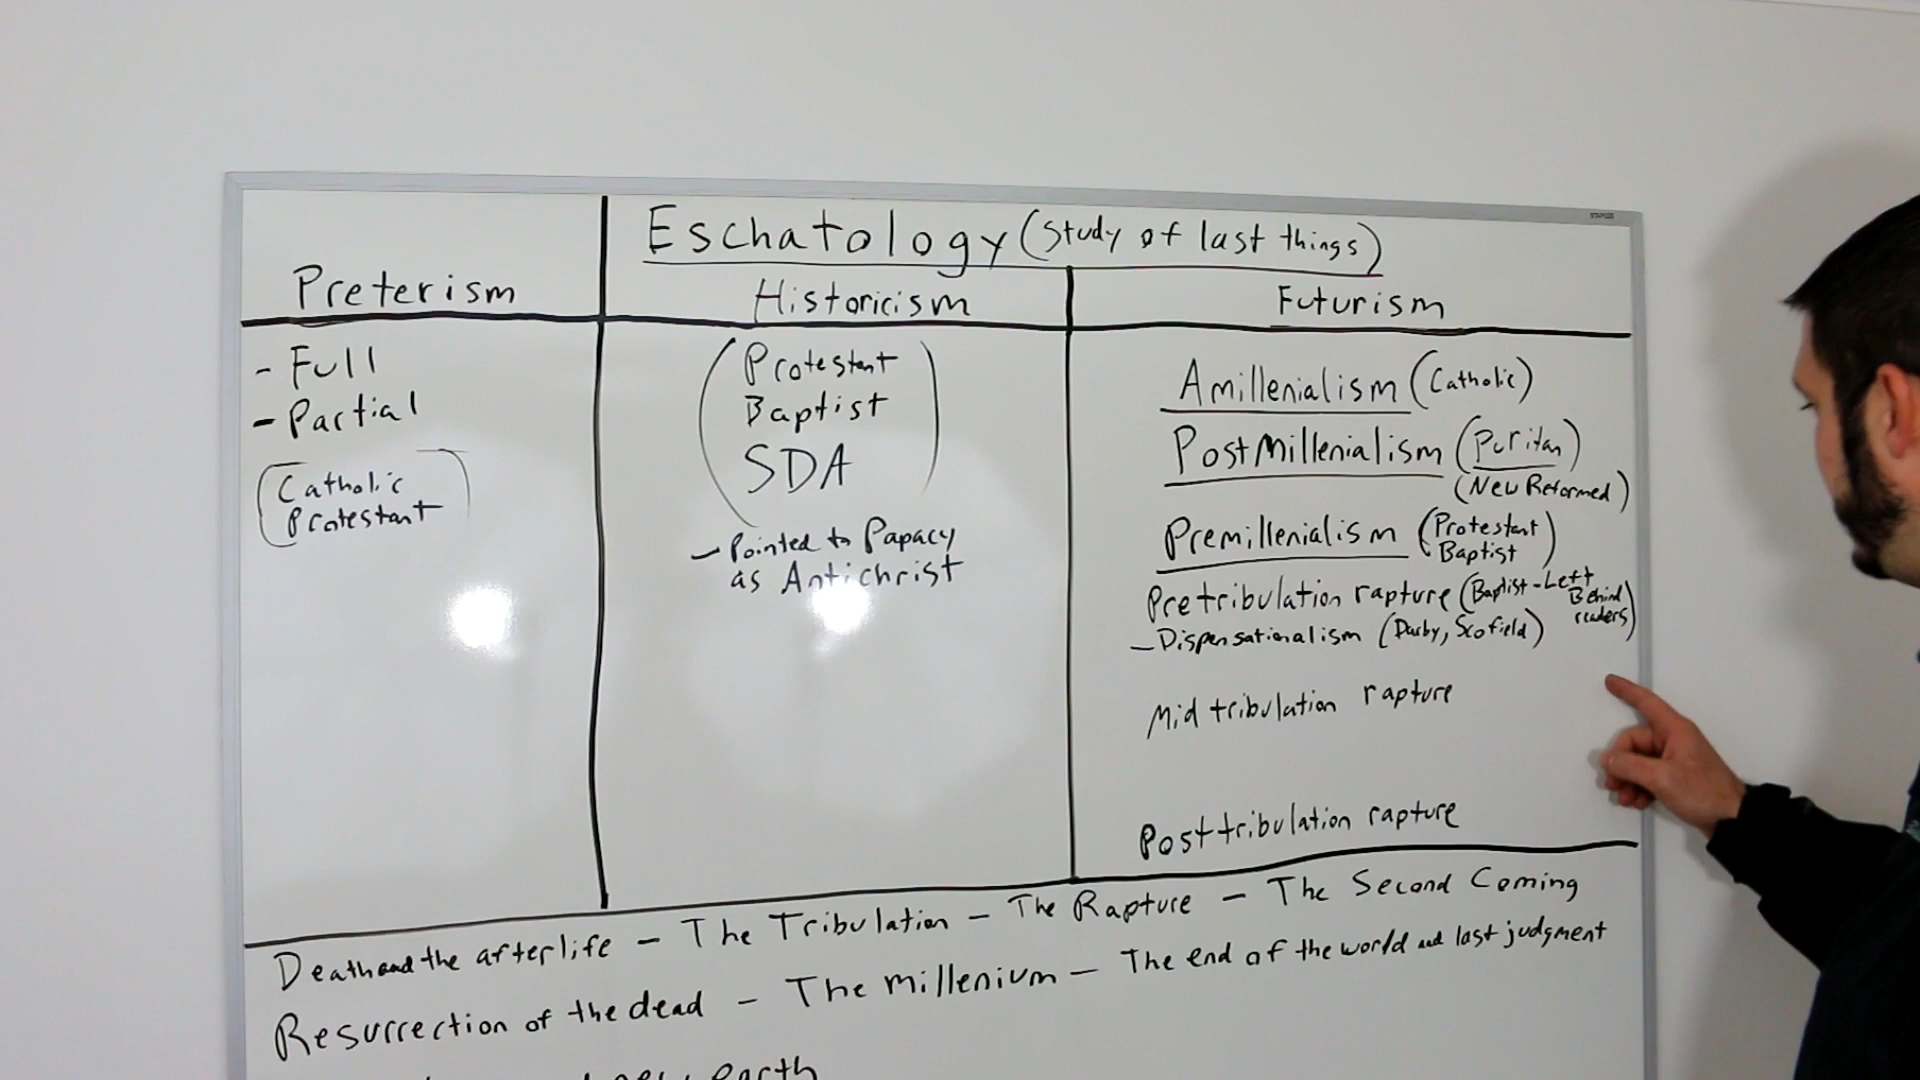 Eschatology (study of last things)
Preterism
- Full
- Partial
(Catholic
Protestant)
Historicism
(Protestant
Baptist
SDA)
- Pointed to Papacy
as Antichrist
Futurism
Amillenialism (Catholic)
PostMillenialism (Puritan)
(New Reformed)
Premillenialism (Protestant
Baptist)
Pretribulation rapture (Baptist - Left
Behind
readers)
- Dispensationalism (Darby, Scofield)
Mid tribulation rapture
Post tribulation rapture
Death and the afterlife - The Tribulation - The Rapture - The Second Coming
Resurrection of the dead - The millenium - The end of the world and last judgment
earth